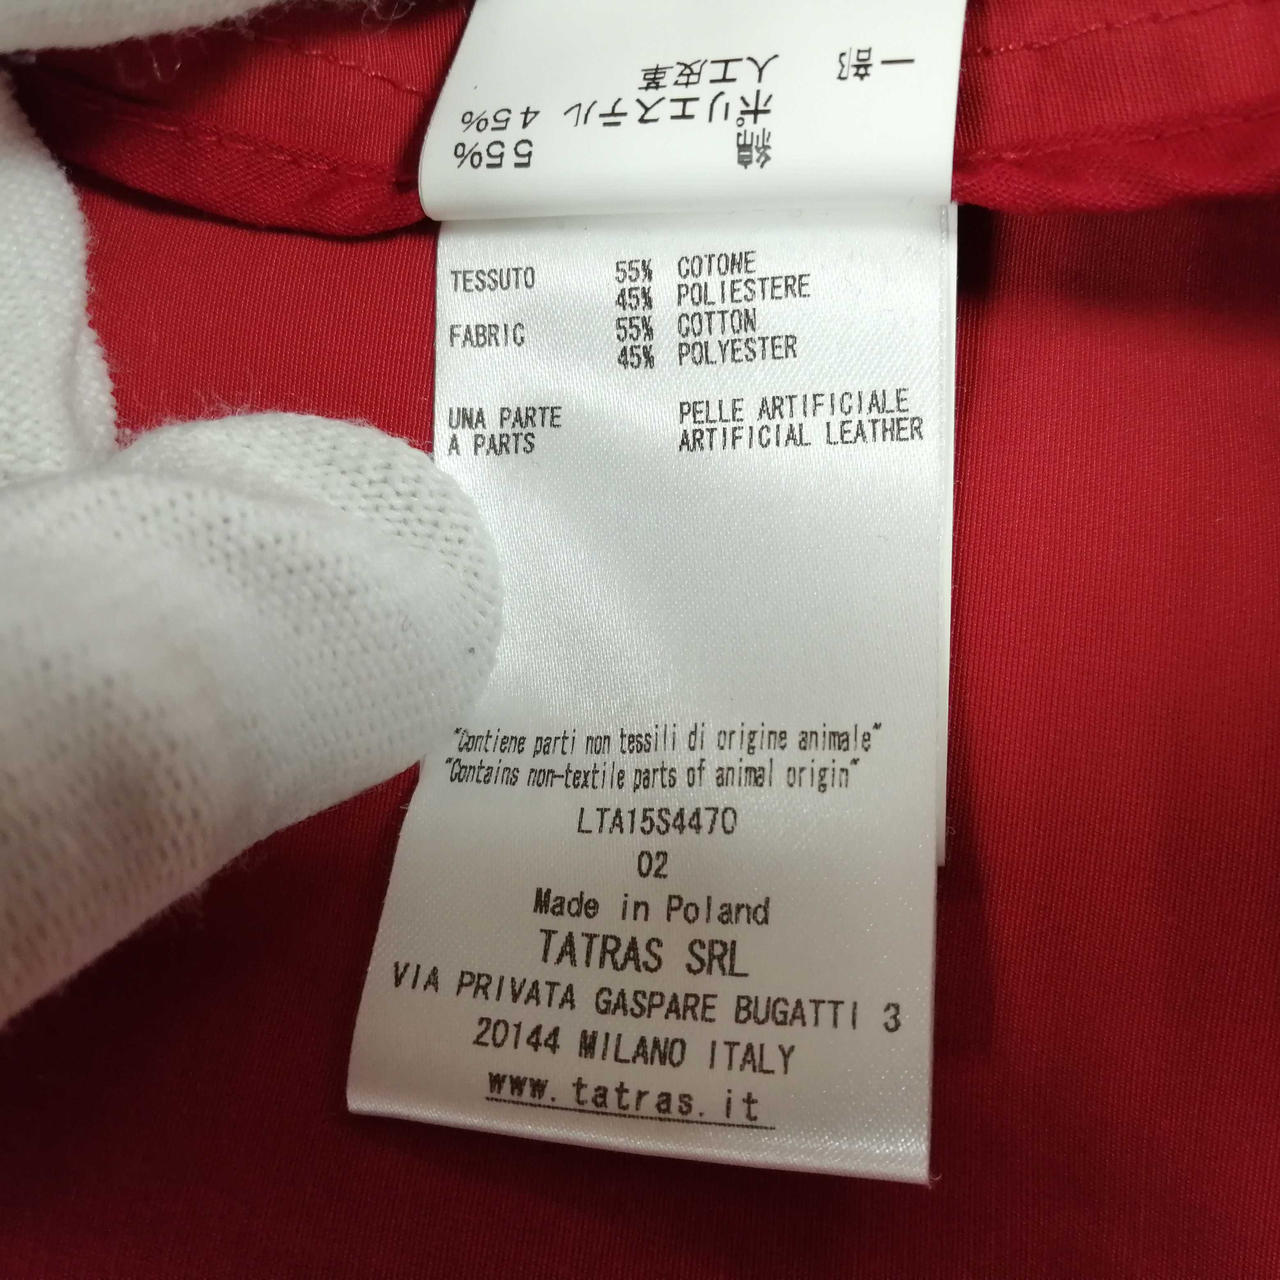 綿 55%
ポリエステル 45%
人工皮革
一部
TESSUTO 55% COTONE
45% POLIESTERE
FABRIC 55% COTTON
45% POLYESTER
UNA PARTE PELLE ARTIFICIALE
A PARTS ARTIFICIAL LEATHER
"Contiene parti non tessili di origine animale"
"Contains non-textile parts of animal origin"
LTA15S4470
02
Made in Poland
TATRAS SRL
VIA PRIVATA GASPARE BUGATTI 3
20144 MILANO ITALY
www.tatras.it